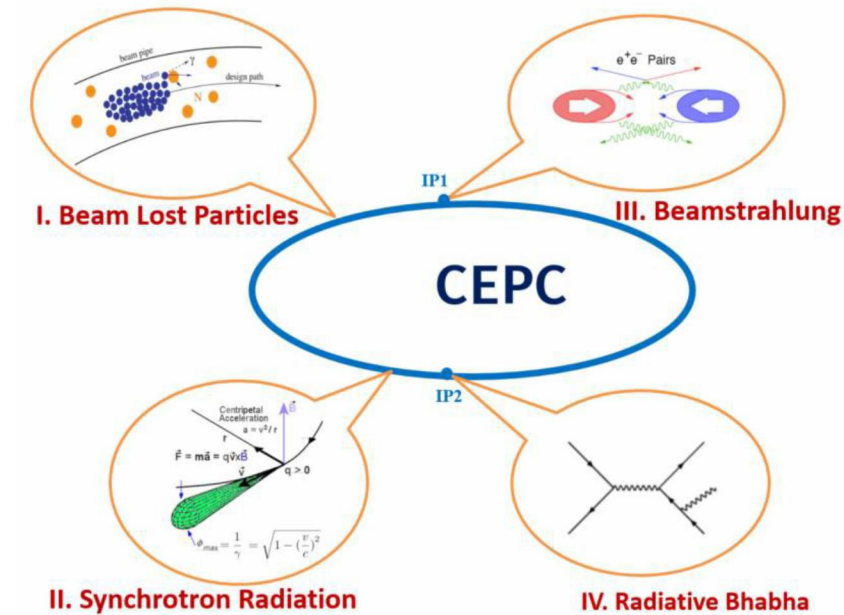 beam pipe
γ
beam
design path
N
I. Beam Lost Particles
e⁺e⁻ Pairs
III. Beamstrahlung
IP1
CEPC
IP2
Centripetal
Acceleration
a = v²/r
r
B⃗
F⃗ = ma⃗ = qv⃗xB⃗
v⃗
q > 0
ϕmax = 1/γ = √1 − (v/c)²
II. Synchrotron Radiation
IV. Radiative Bhabha